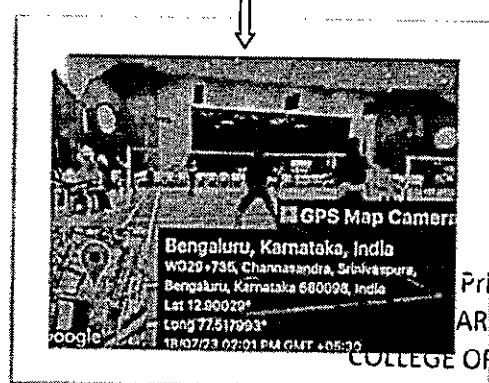 GPS Map Camera
Bengaluru, Karnataka, India
WG29+735, Channasandra, Srinivaspura,
Bengaluru, Karnataka 560098, India
Lat 12.90029°
Long 77.517993°
18/07/23 02:01 PM GMT +05:30
Google
Pri
AR
COLLEGE OF